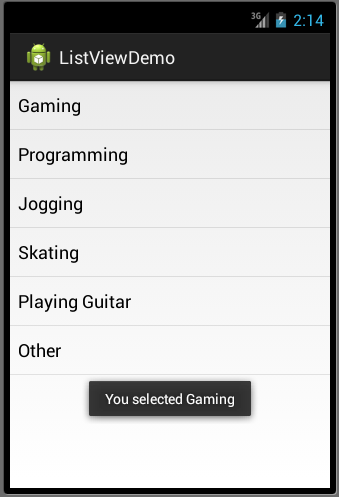 3G
2:14
ListViewDemo
Gaming
Programming
Jogging
Skating
Playing Guitar
Other
You selected Gaming